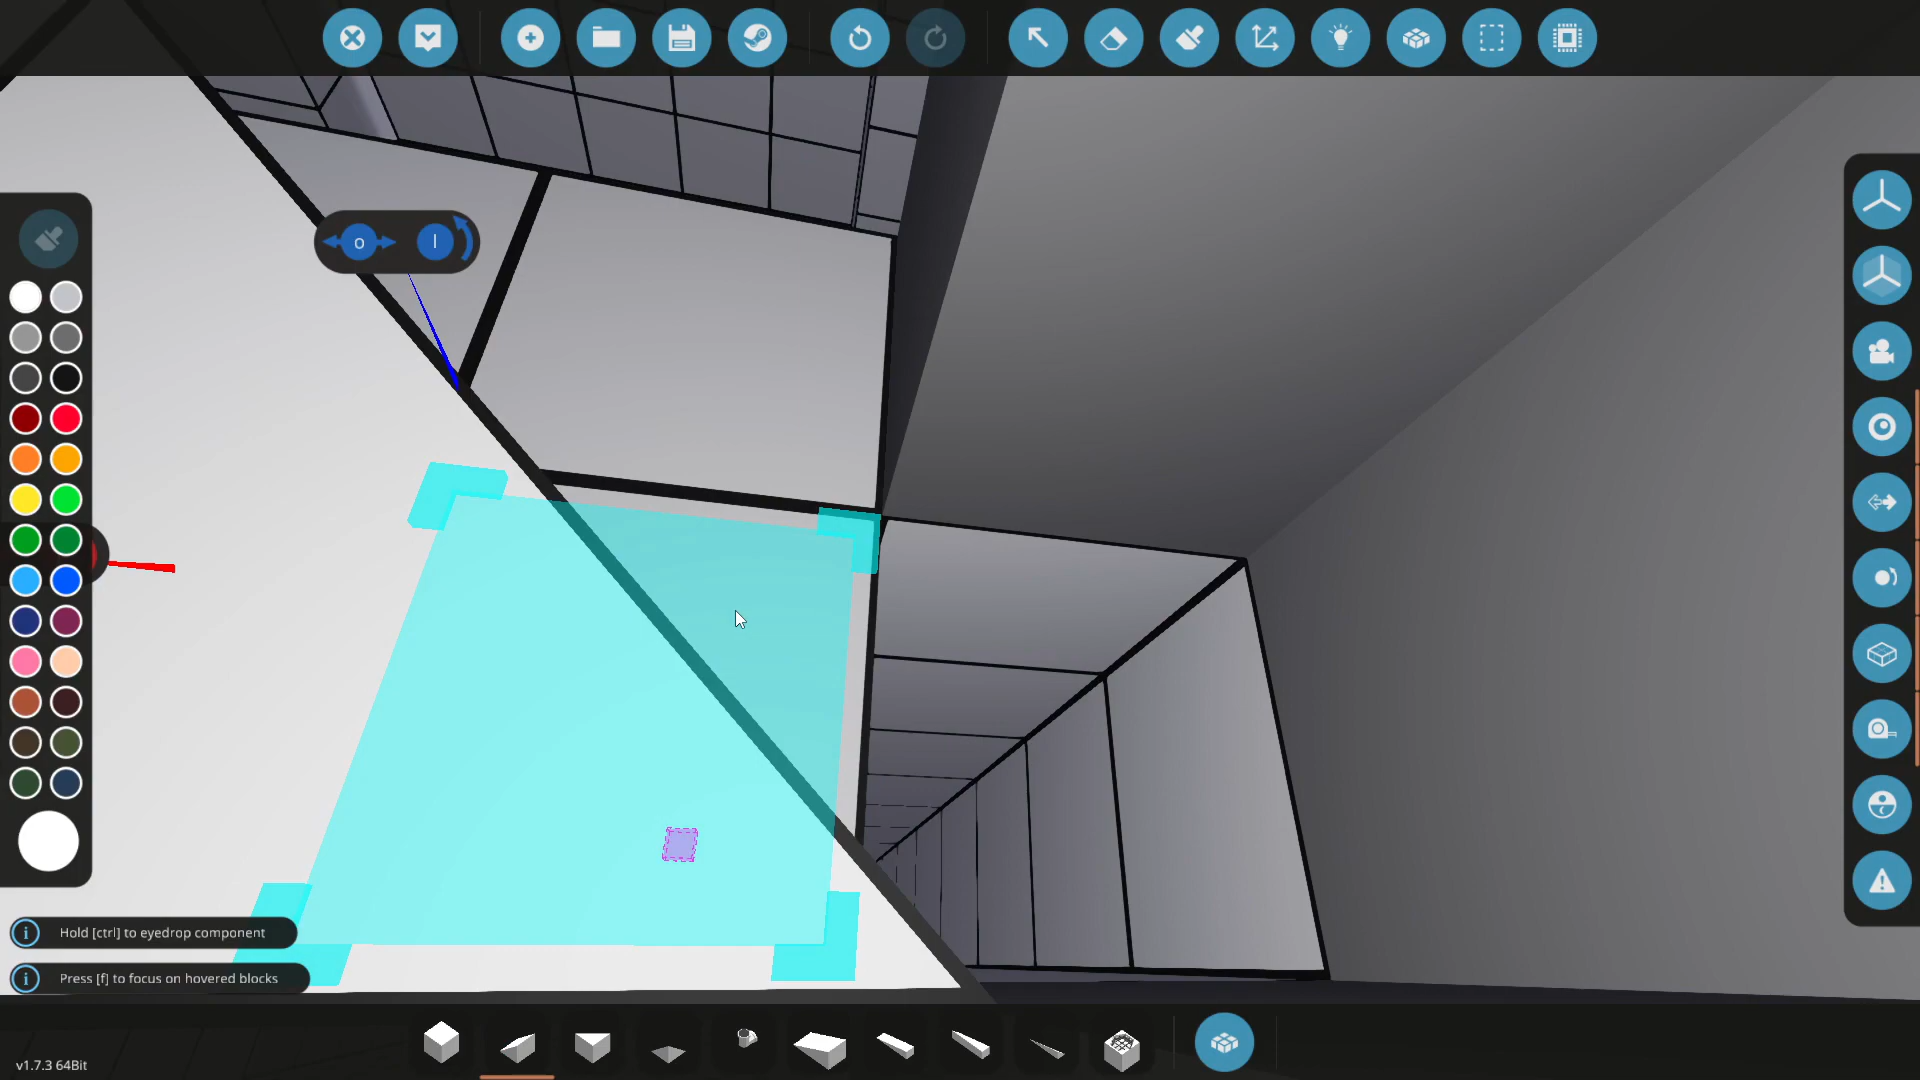 o
l
Hold [ctrl] to eyedrop component
Press [f] to focus on hovered blocks
v1.7.3 64Bit